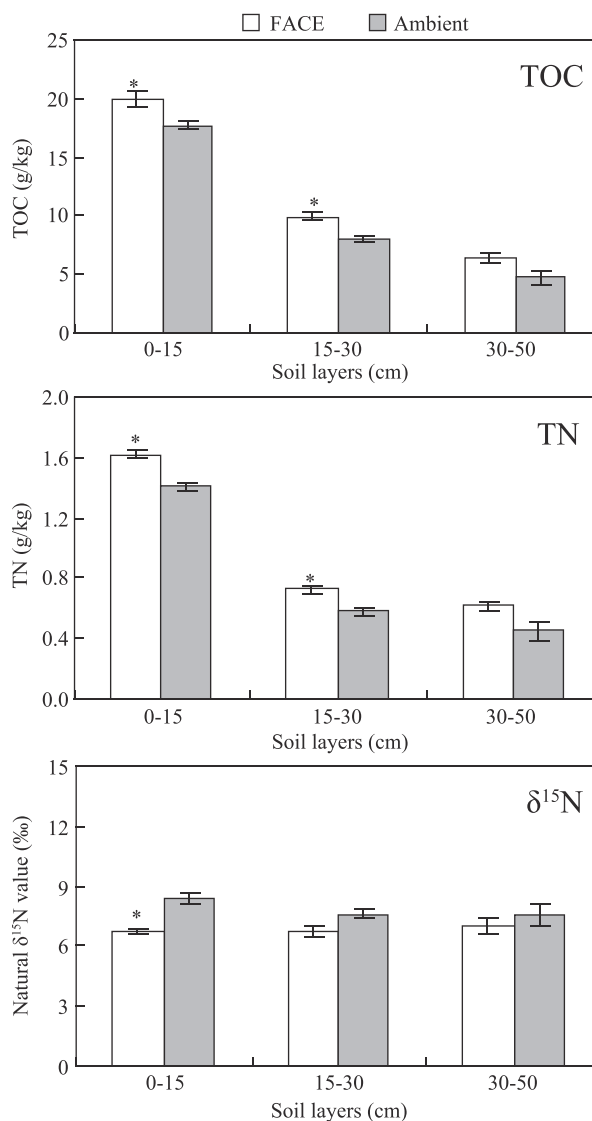 FACE Ambient
25
TOC
*
20
15
TOC (g/kg)
*
10
5
0
0-15 15-30 30-50
Soil layers (cm)
2.0
TN
*
1.6
1.2
TN (g/kg)
*
0.8
0.4
0.0
0-15 15-30 30-50
Soil layers (cm)
15
δ¹⁵N
12
Natural δ¹⁵N value (‰)
9
*
6
3
0
0-15 15-30 30-50
Soil layers (cm)